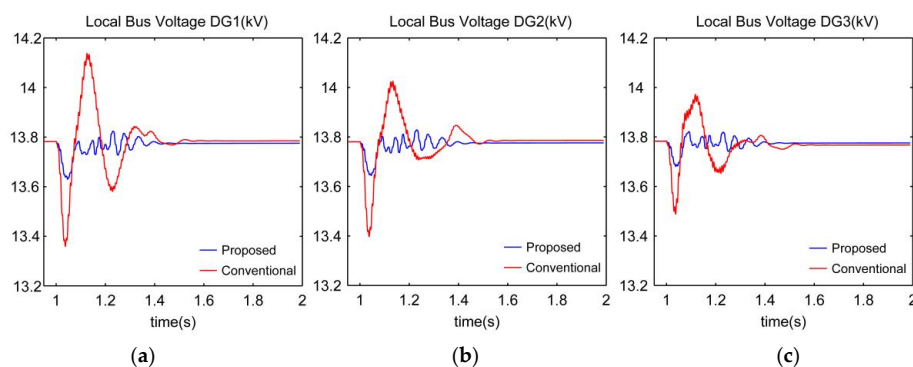 Local Bus Voltage DG1(kV)
14.2
14
13.8
13.6
13.4
13.2
1 1.2 1.4 1.6 1.8 2
time(s)
Proposed
Conventional
(a)
Local Bus Voltage DG2(kV)
14.2
14
13.8
13.6
13.4
13.2
1 1.2 1.4 1.6 1.8 2
time(s)
Proposed
Conventional
(b)
Local Bus Voltage DG3(kV)
14.2
14
13.8
13.6
13.4
13.2
1 1.2 1.4 1.6 1.8 2
time(s)
Proposed
Conventional
(c)